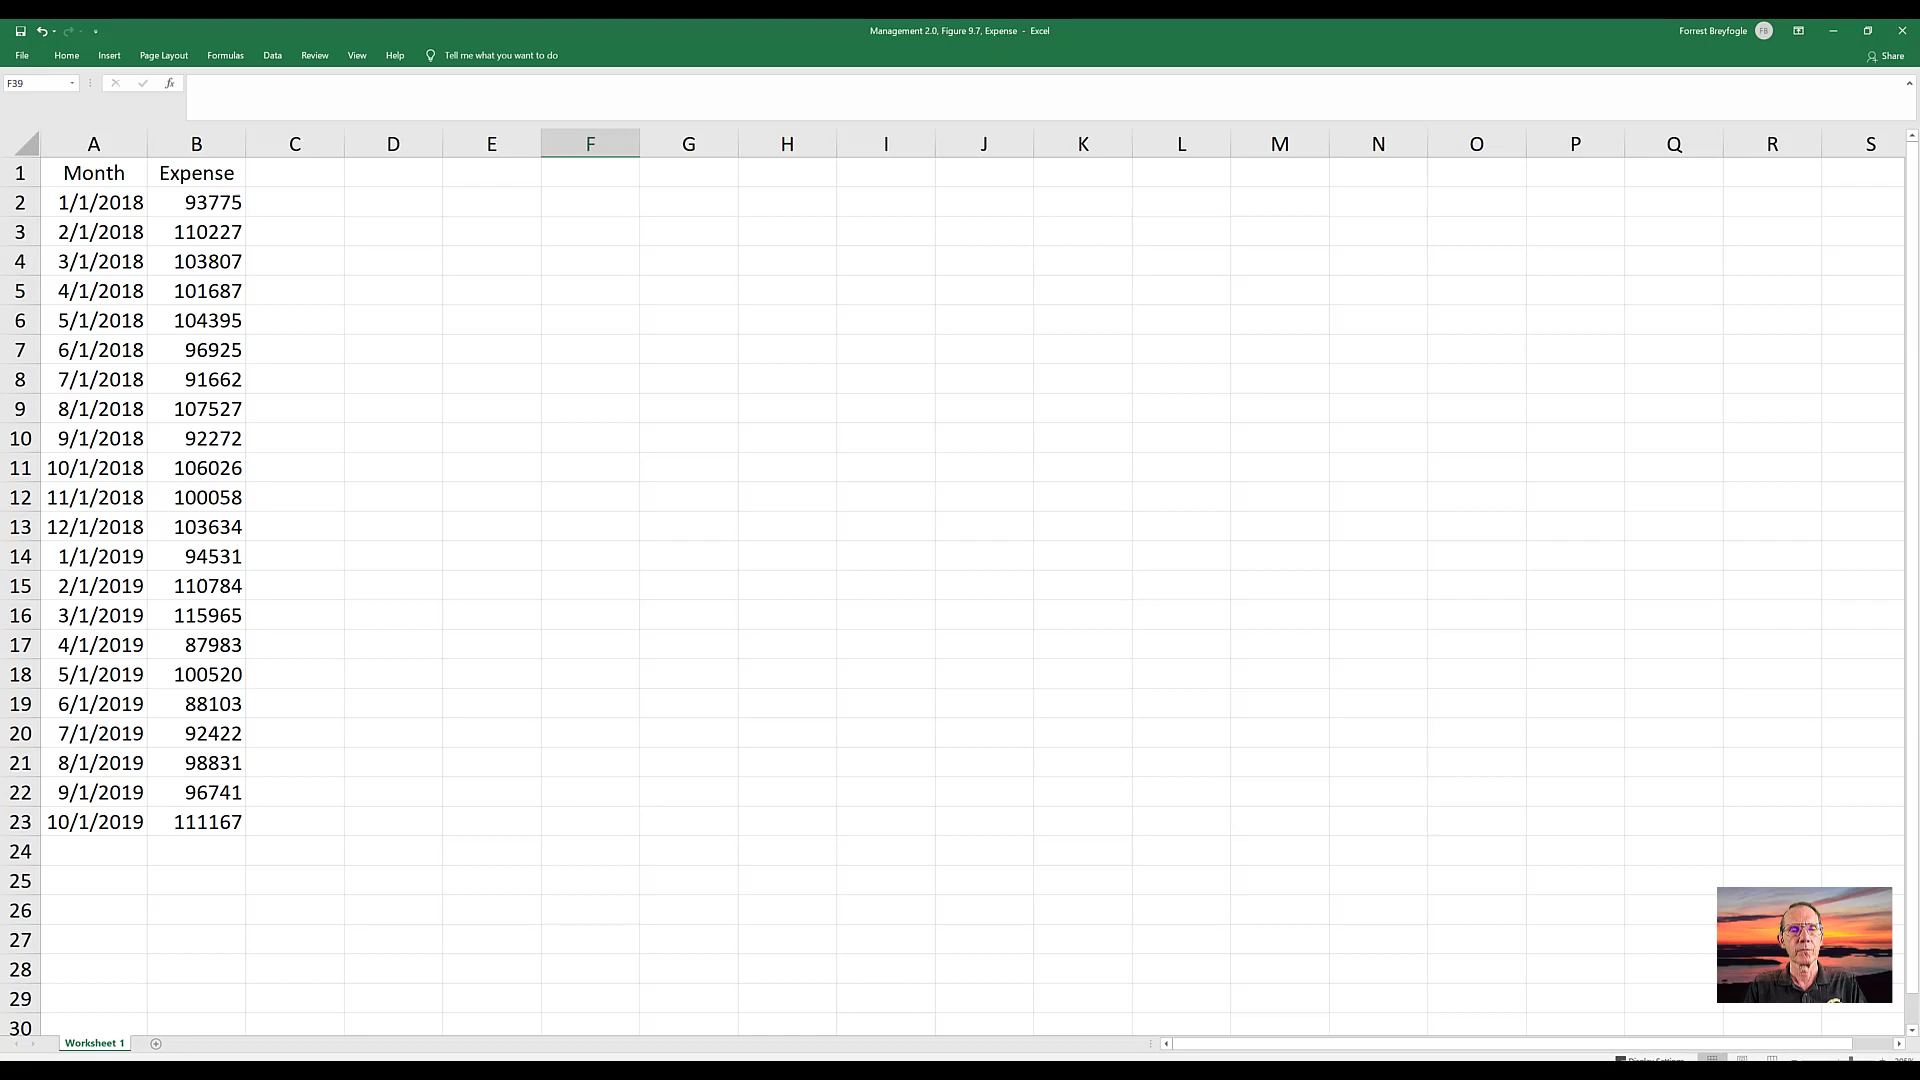 Management 2.0, Figure 9.7, Expense - Excel
Forrest Breyfogle FB
File Home Insert Page Layout Formulas Data Review View Help Tell me what you want to do
Share
F39 fx
A B C D E F G H I J K L M N O P Q R S
1 Month Expense
2 1/1/2018 93775
3 2/1/2018 110227
4 3/1/2018 103807
5 4/1/2018 101687
6 5/1/2018 104395
7 6/1/2018 96925
8 7/1/2018 91662
9 8/1/2018 107527
10 9/1/2018 92272
11 10/1/2018 106026
12 11/1/2018 100058
13 12/1/2018 103634
14 1/1/2019 94531
15 2/1/2019 110784
16 3/1/2019 115965
17 4/1/2019 87983
18 5/1/2019 100520
19 6/1/2019 88103
20 7/1/2019 92422
21 8/1/2019 98831
22 9/1/2019 96741
23 10/1/2019 111167
24
25
26
27
28
29
30
Worksheet 1